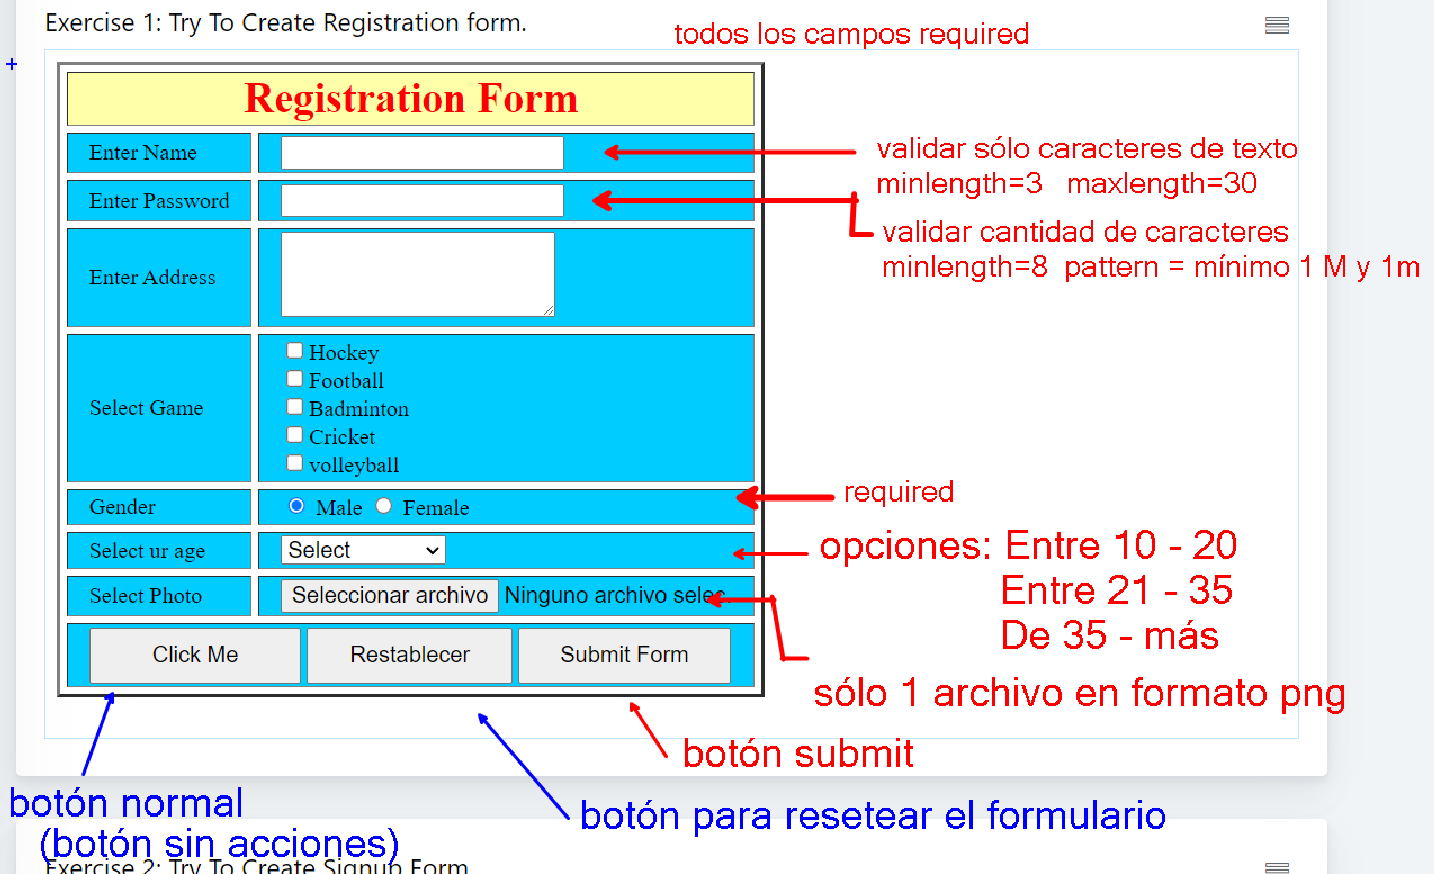 Exercise 1: Try To Create Registration form.
todos los campos required
+
Registration Form
Enter Name
validar sólo caracteres de texto
minlength=3 maxlength=30
Enter Password
validar cantidad de caracteres
minlength=8 pattern = mínimo 1 M y 1m
Enter Address
Select Game
Hockey
Football
Badminton
Cricket
volleyball
Gender
Male Female
required
Select ur age
Select
opciones: Entre 10 - 20
Entre 21 - 35
De 35 - más
Select Photo
Seleccionar archivo Ninguno archivo selec.
sólo 1 archivo en formato png
Click Me Restablecer Submit Form
botón submit
botón normal
(botón sin acciones)
botón para resetear el formulario
Exercise 2: Try To Create Signup Form